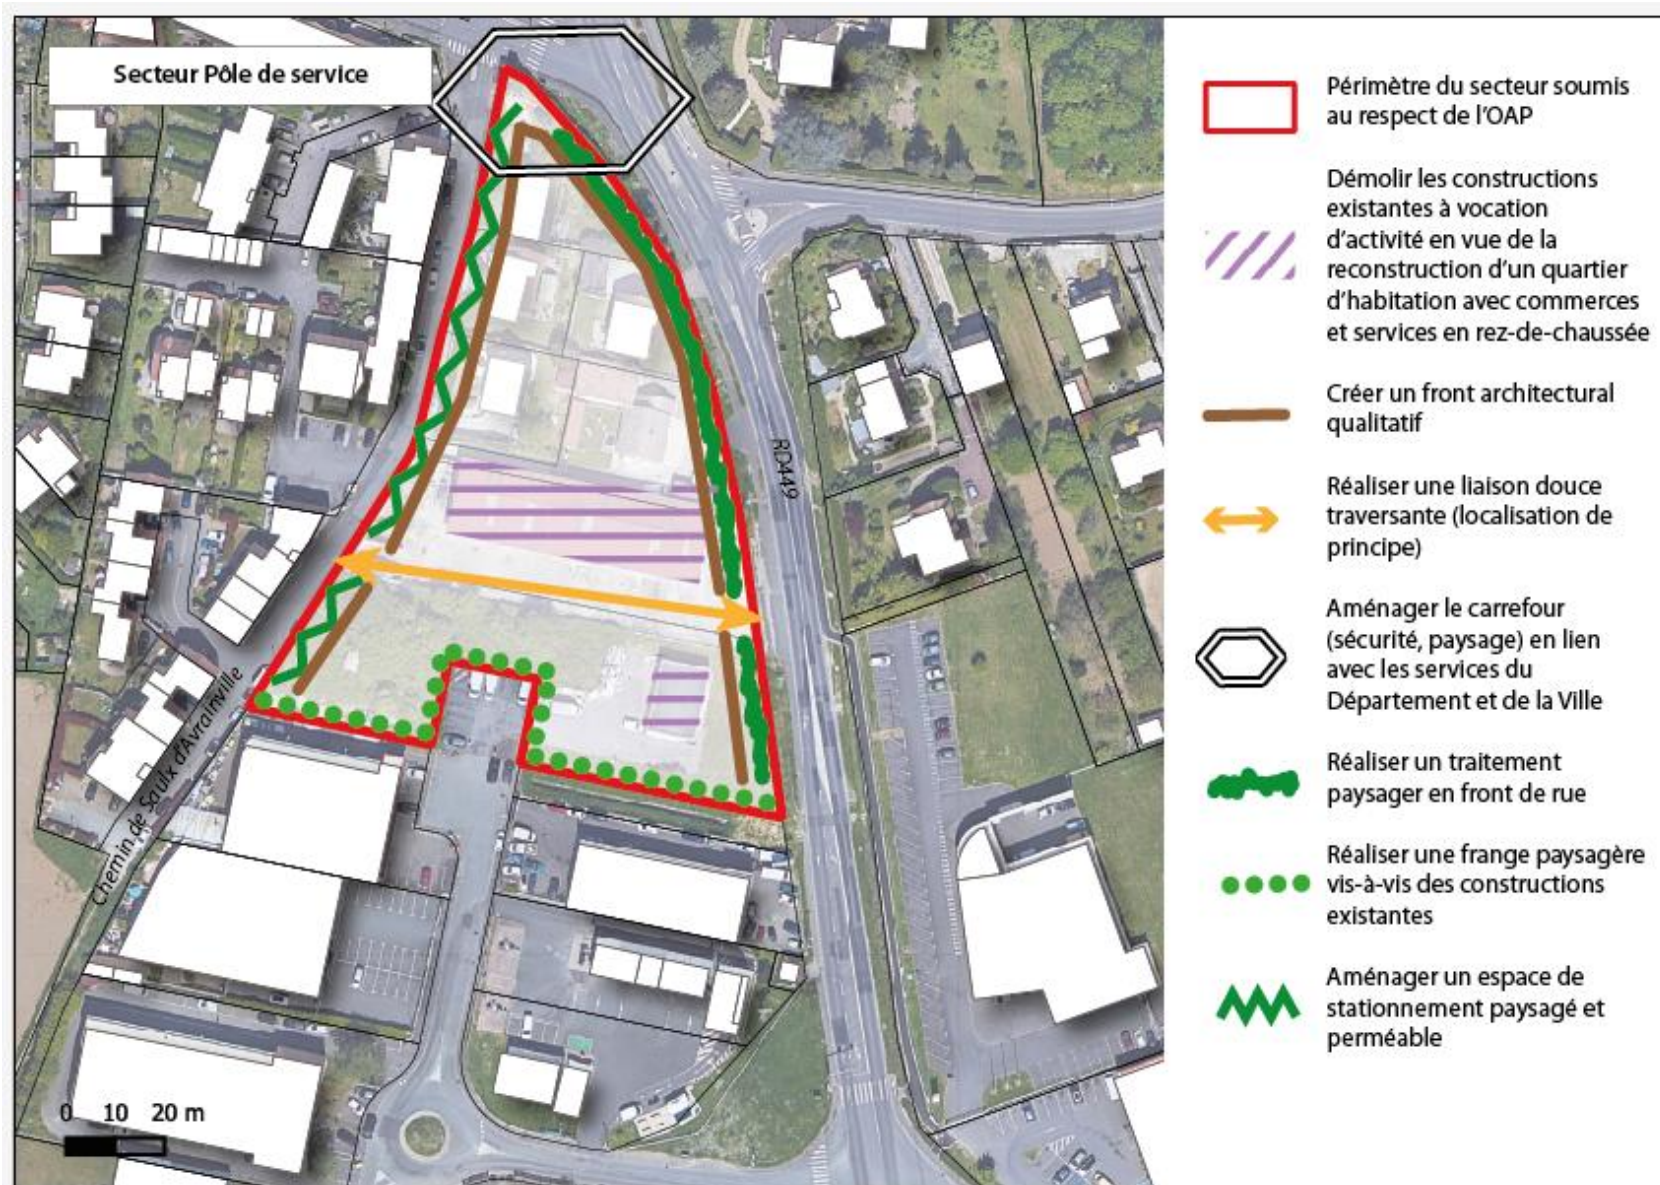 Secteur Pôle de service
RD449
Chemin de Saulx d'Avrainville
0 10 20 m
Périmètre du secteur soumis
au respect de l'OAP
Démolir les constructions
existantes à vocation
d'activité en vue de la
reconstruction d'un quartier
d'habitation avec commerces
et services en rez-de-chaussée
Créer un front architectural
qualitatif
Réaliser une liaison douce
traversante (localisation de
principe)
Aménager le carrefour
(sécurité, paysage) en lien
avec les services du
Département et de la Ville
Réaliser un traitement
paysager en front de rue
Réaliser une frange paysagère
vis-à-vis des constructions
existantes
Aménager un espace de
stationnement paysagé et
perméable